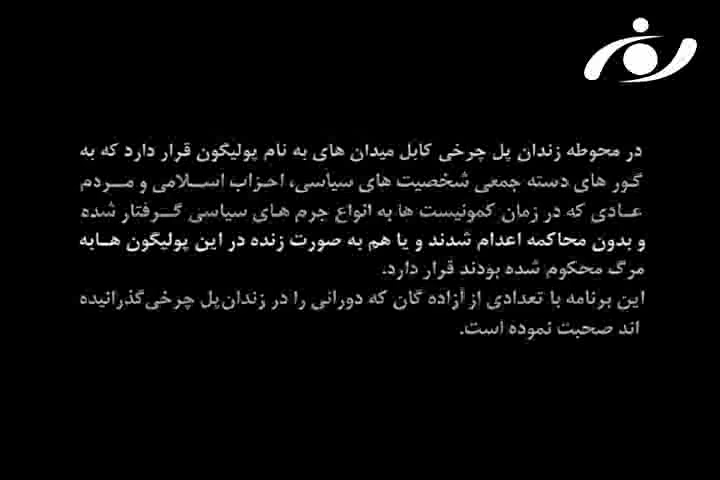 در محوطه زندان پل چرخی کابل میدان های به نام پولیگون قرار دارد که به
گور های دسته جمعی شخصیت های سیاسی، احزاب اسلامی و مردم
عادی که در زمان کمونیست ها به انواع جرم های سیاسی گرفتار شده
و بدون محاکمه اعدام شدند و یا هم به صورت زنده در این پولیگون هابه
مرگ محکوم شده بودند قرار دارد.
این برنامه با تعدادی از آزاده گان که دورانی را در زندان‌پل چرخی‌گذرانیده
اند صحبت نموده است.